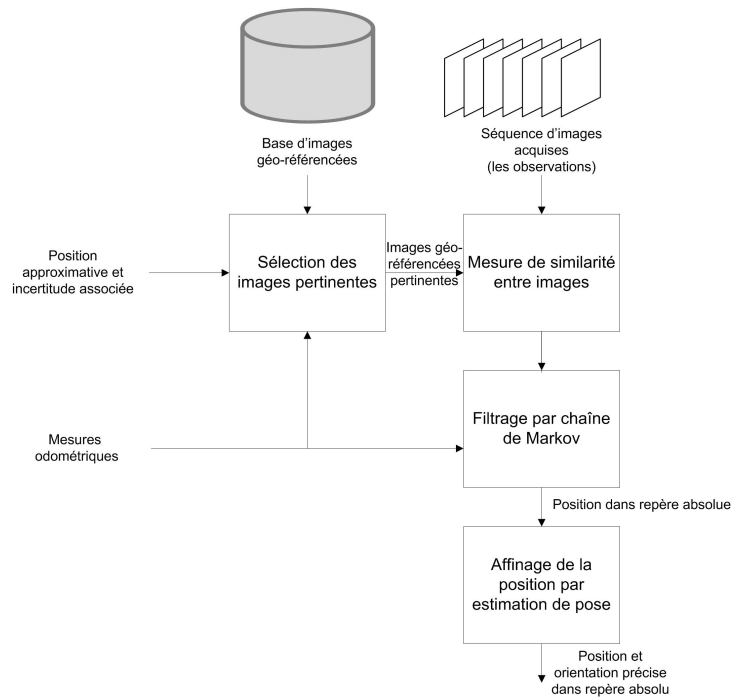 Base d'images
géo-référencées
Séquence d'images
acquises
(les observations)
Position
approximative et
incertitude associée
Sélection des
images pertinentes
Images géo-
référencées
pertinentes
Mesure de similarité
entre images
Mesures
odométriques
Filtrage par chaîne
de Markov
Position dans repère absolue
Affinage de la
position par
estimation de pose
Position et
orientation précise
dans repère absolu